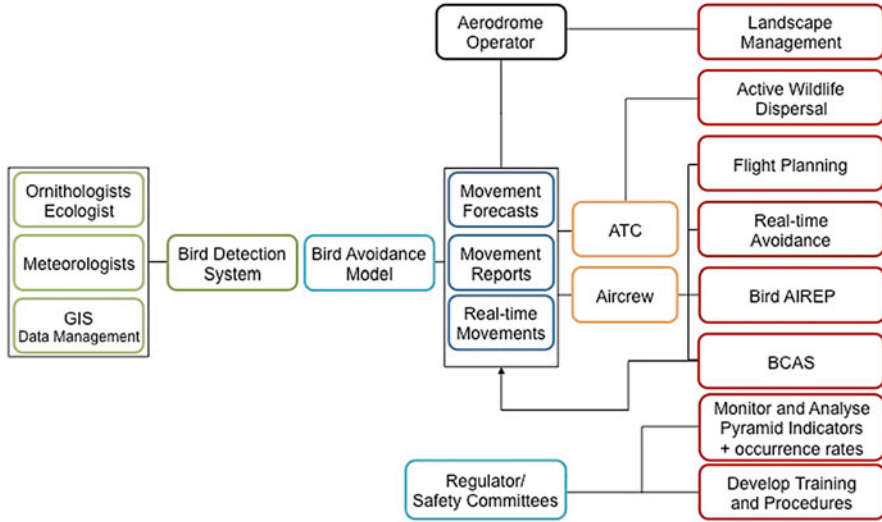 Aerodrome
Operator
Landscape
Management
Active Wildlife
Dispersal
Flight Planning
Ornithologists
Ecologist
Movement
Forecasts
ATC
Real-time
Avoidance
Meteorologists
Bird Detection
System
Bird Avoidance
Model
Movement
Reports
Aircrew
Bird AIREP
GIS
Data Management
Real-time
Movements
BCAS
Monitor and Analyse
Pyramid Indicators
+ occurrence rates
Regulator/
Safety Committees
Develop Training
and Procedures